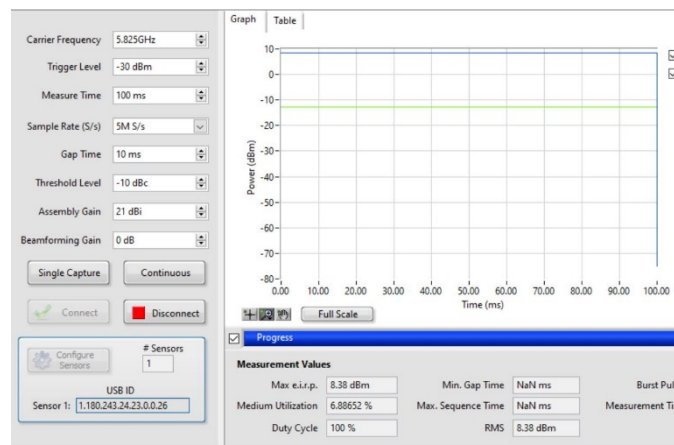 Graph Table
Carrier Frequency 5.825GHz
Trigger Level -30 dBm
Measure Time 100 ms
Sample Rate (S/s) 5M S/s
Gap Time 10 ms
Threshold Level -10 dBc
Assembly Gain 21 dBi
Beamforming Gain 0 dB
Single Capture Continuous
Connect Disconnect
Configure Sensors
# Sensors
1
USB ID
Sensor 1: 1.180.243.24.23.0.0.26
Power (dBm)
10
0
-10
-20
-30
-40
-50
-60
-70
-80
0.00 10.00 20.00 30.00 40.00 50.00 60.00 70.00 80.00 90.00 100.00
Time (ms)
Full Scale
Progress
Measurement Values
Max e.i.r.p. 8.38 dBm Min. Gap Time NaN ms Burst Pul
Medium Utilization 6.88652 % Max. Sequence Time NaN ms Measurement Ti
Duty Cycle 100 % RMS 8.38 dBm